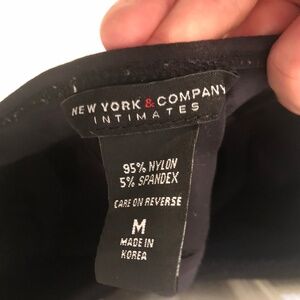 NEW YORK & COMPANY
INTIMATES
95% NYLON
5% SPANDEX
CARE ON REVERSE
M
MADE IN
KOREA